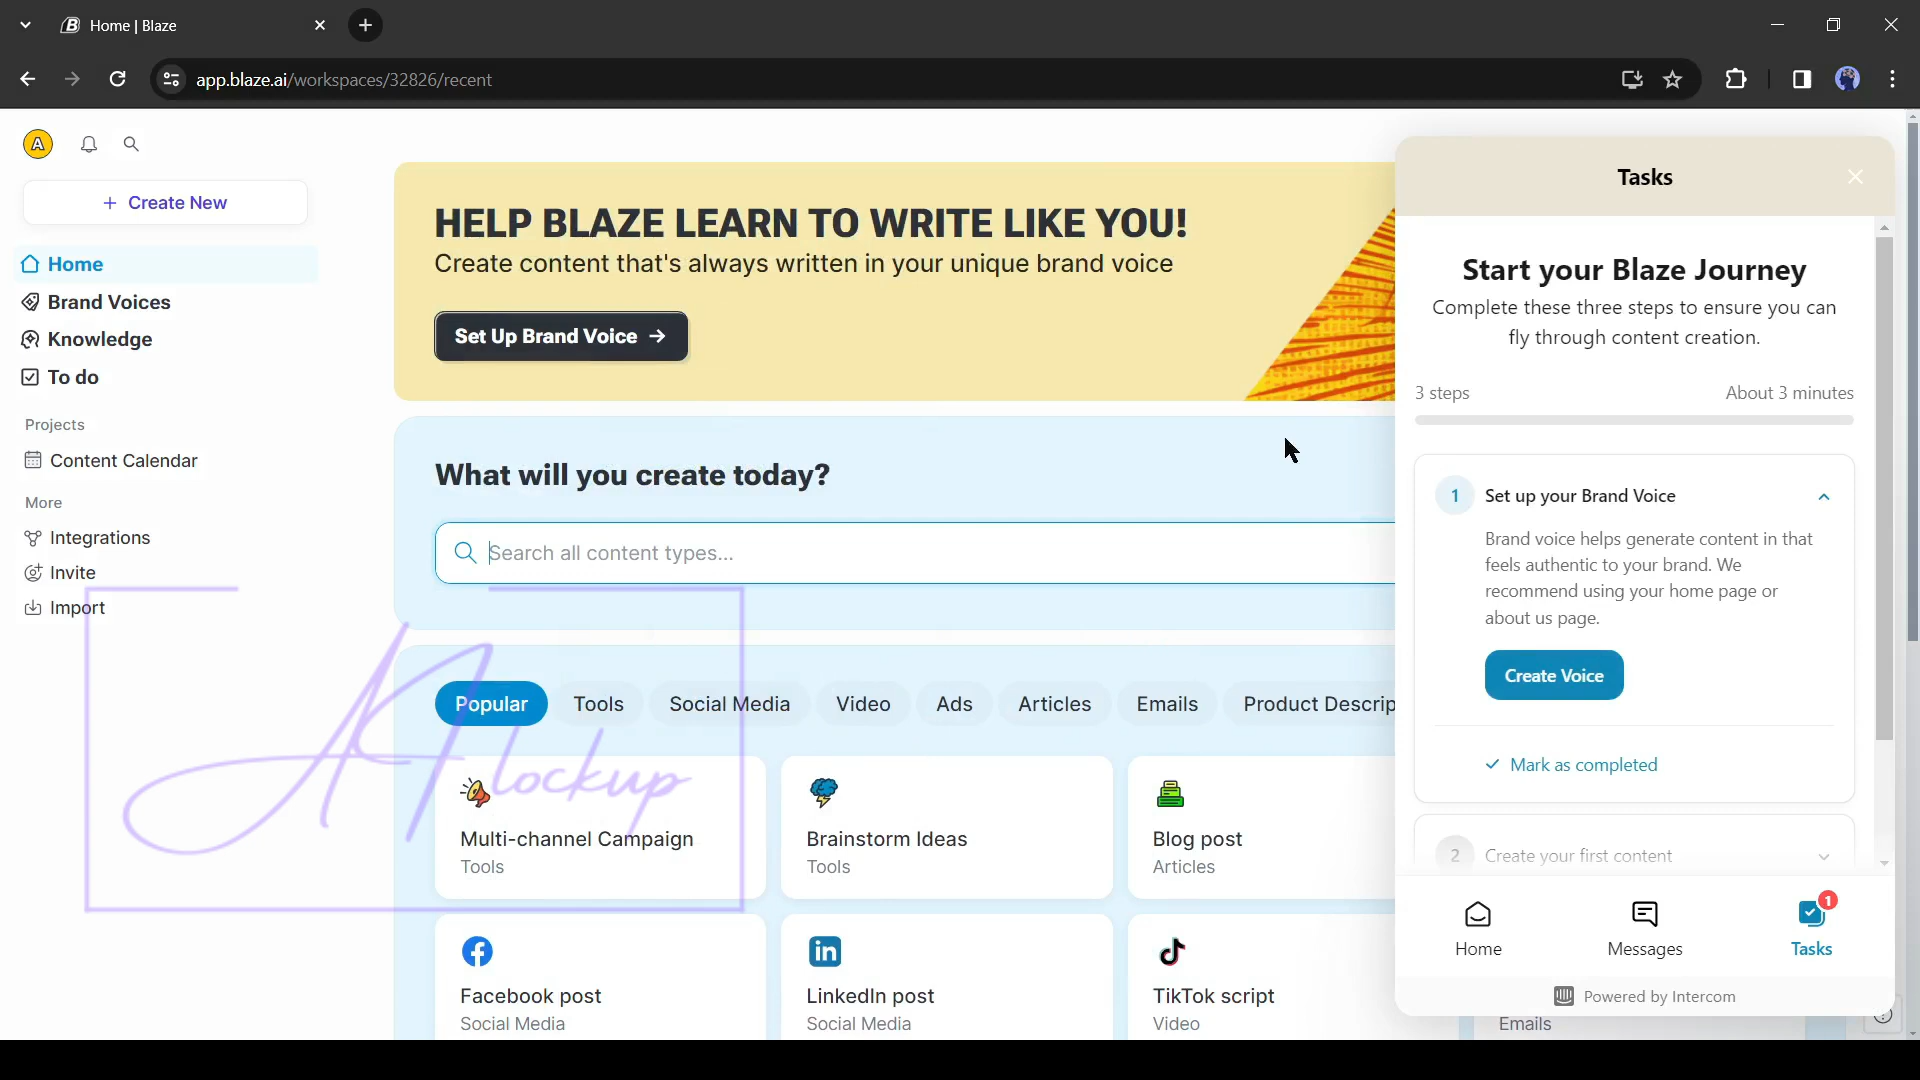 Home | Blaze
app.blaze.ai/workspaces/32826/recent
A
+ Create New
Home
Brand Voices
Knowledge
To do
Projects
Content Calendar
More
Integrations
Invite
Import
HELP BLAZE LEARN TO WRITE LIKE YOU!
Create content that's always written in your unique brand voice
Set Up Brand Voice →
What will you create today?
Search all content types...
Popular Tools Social Media Video Ads Articles Emails Product Descrip
Multi-channel Campaign
Tools
Brainstorm Ideas
Tools
Blog post
Articles
Facebook post
Social Media
LinkedIn post
Social Media
TikTok script
Video
Emails
AI lockup
Tasks
Start your Blaze Journey
Complete these three steps to ensure you can
fly through content creation.
3 steps About 3 minutes
1 Set up your Brand Voice
Brand voice helps generate content in that
feels authentic to your brand. We
recommend using your home page or
about us page.
Create Voice
Mark as completed
2 Create your first content
Home
Messages
1
Tasks
Powered by Intercom